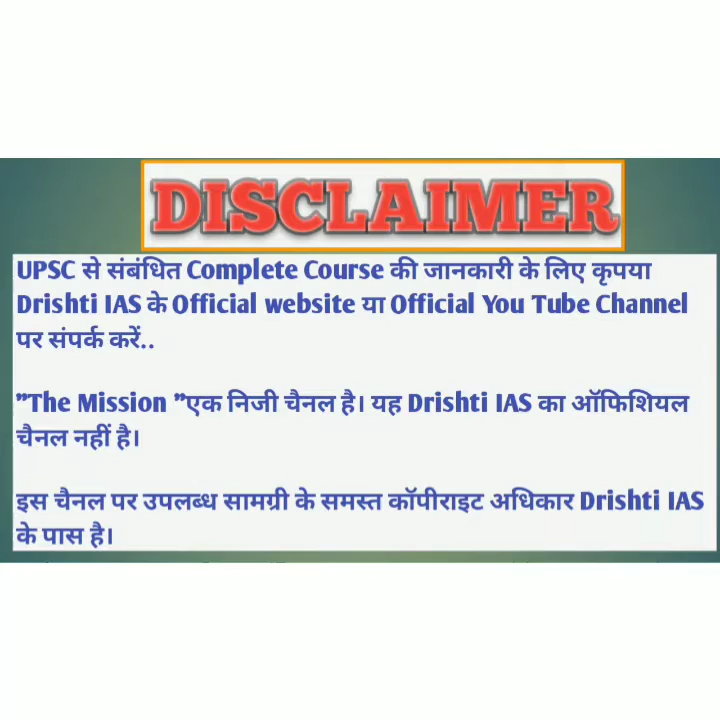 DISCLAIMER
UPSC से संबंधित Complete Course की जानकारी के लिए कृपया
Drishti IAS के Official website या Official You Tube Channel
पर संपर्क करें..
"The Mission "एक निजी चैनल है। यह Drishti IAS का ऑफिशियल
चैनल नहीं है।
इस चैनल पर उपलब्ध सामग्री के समस्त कॉपीराइट अधिकार Drishti IAS
के पास है।